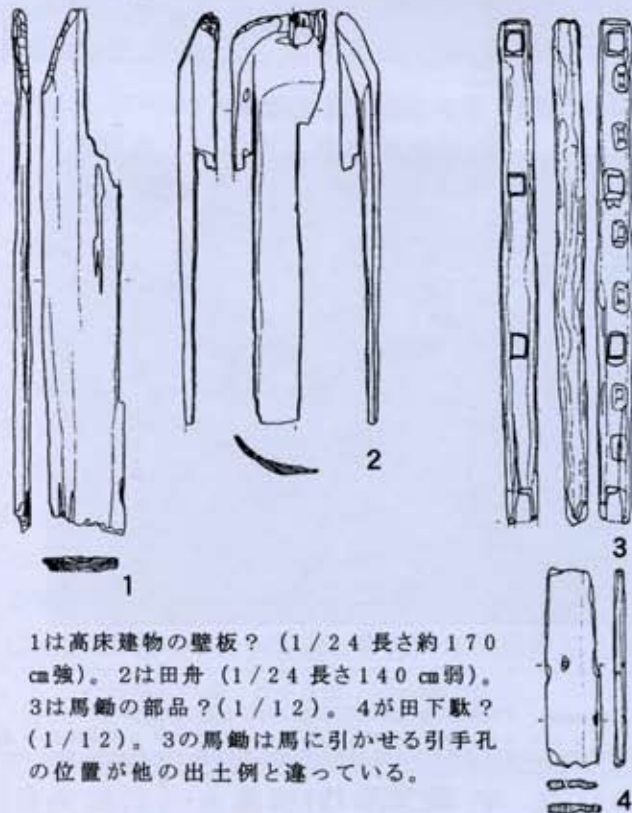 1
2
3
1は高床建物の壁板？（1/24 長さ約170
㎝強）。2は田舟（1/24 長さ140 ㎝弱）。
3は馬鋤の部品？(1/12)。4が田下駄？
(1/12)。3の馬鋤は馬に引かせる引手孔
の位置が他の出土例と違っている。
4